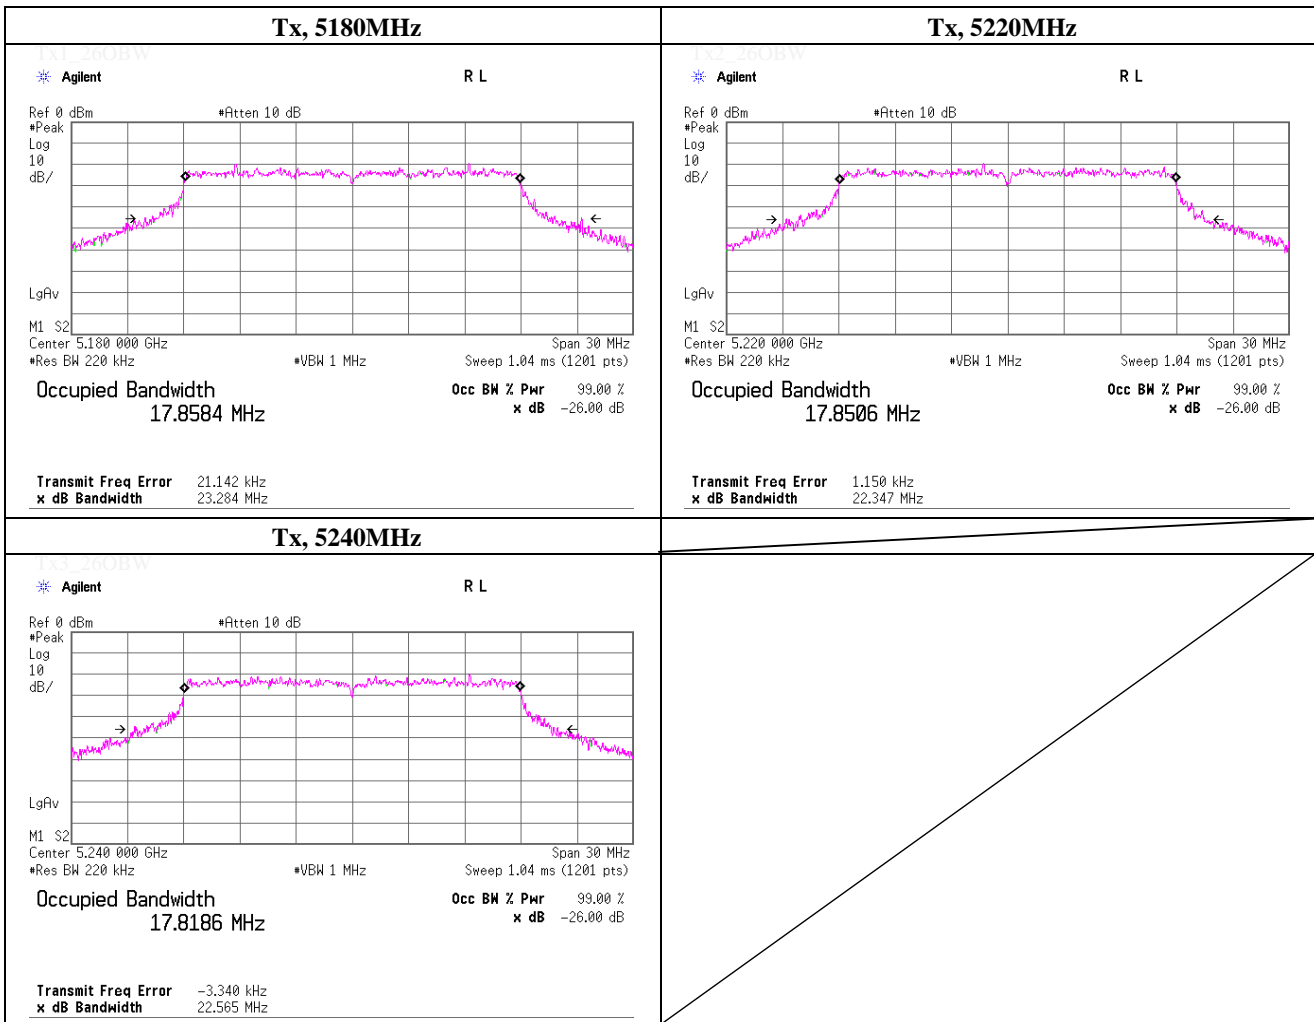 Tx, 5180MHz
Tx1_26OBW
Agilent R L
Ref 0 dBm #Atten 10 dB
#Peak
Log
10
dB/
LgAv
M1 S2
Center 5.180 000 GHz Span 30 MHz
#Res BW 220 kHz #VBW 1 MHz Sweep 1.04 ms (1201 pts)
Occupied Bandwidth Occ BW % Pwr 99.00 %
17.8584 MHz x dB -26.00 dB
Transmit Freq Error 21.142 kHz
x dB Bandwidth 23.284 MHz
Tx, 5220MHz
Tx2_26OBW
Agilent R L
Ref 0 dBm #Atten 10 dB
#Peak
Log
10
dB/
LgAv
M1 S2
Center 5.220 000 GHz Span 30 MHz
#Res BW 220 kHz #VBW 1 MHz Sweep 1.04 ms (1201 pts)
Occupied Bandwidth Occ BW % Pwr 99.00 %
17.8506 MHz x dB -26.00 dB
Transmit Freq Error 1.150 kHz
x dB Bandwidth 22.347 MHz
Tx, 5240MHz
Tx3_26OBW
Agilent R L
Ref 0 dBm #Atten 10 dB
#Peak
Log
10
dB/
LgAv
M1 S2
Center 5.240 000 GHz Span 30 MHz
#Res BW 220 kHz #VBW 1 MHz Sweep 1.04 ms (1201 pts)
Occupied Bandwidth Occ BW % Pwr 99.00 %
17.8186 MHz x dB -26.00 dB
Transmit Freq Error -3.340 kHz
x dB Bandwidth 22.565 MHz